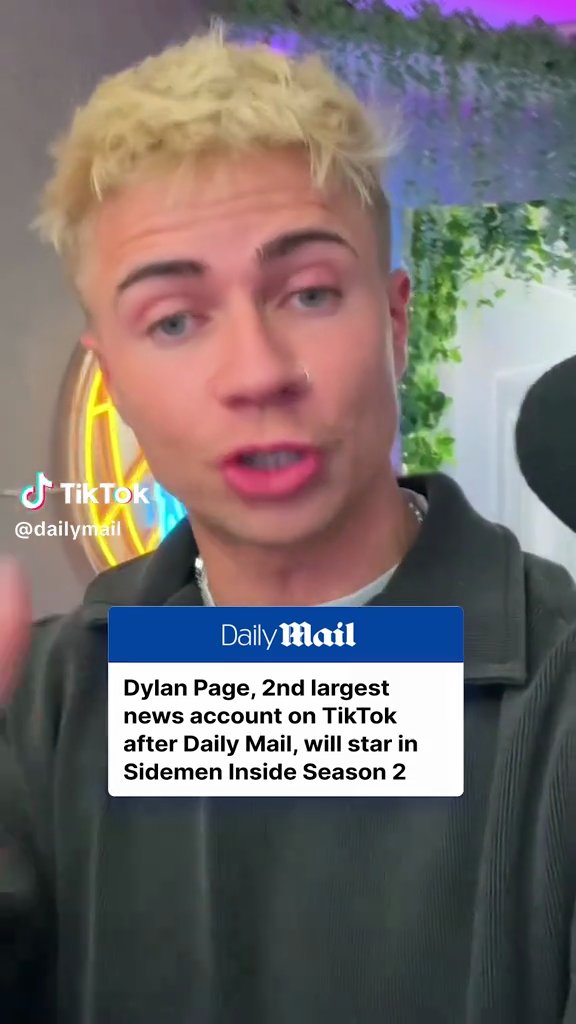 TikTok
@dailymail
Daily Mail
Dylan Page, 2nd largest
news account on TikTok
after Daily Mail, will star in
Sidemen Inside Season 2